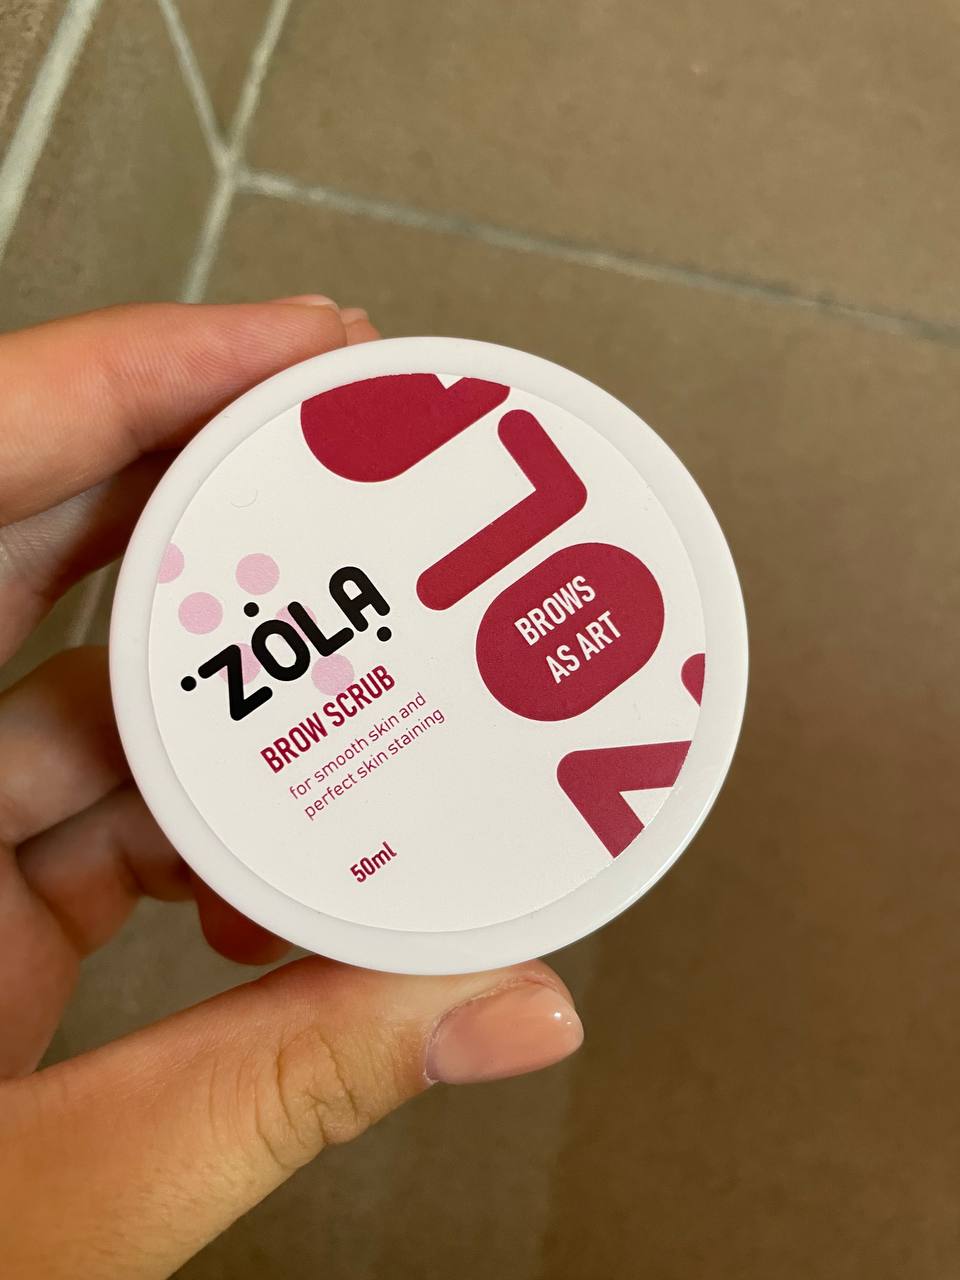 ZOLA
BROW SCRUB
for smooth skin and
perfect skin staining
50ml
BROWS
AS ART